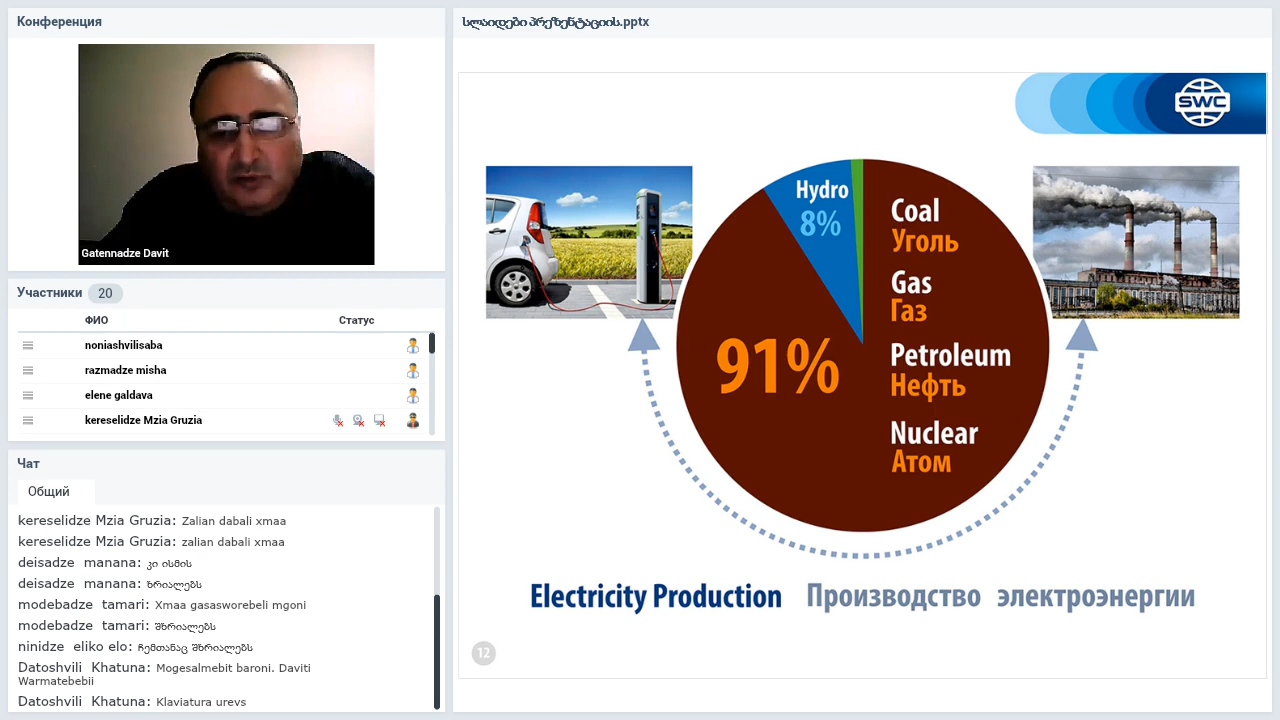 Конференция
Gatennadze Davit
Участники 20
ФИО Статус
noniashvilisaba
razmadze misha
elene galdava
kereselidze Mzia Gruzia
Чат
Общий
kereselidze Mzia Gruzia: Zalian dabali xmaa
kereselidze Mzia Gruzia: zalian dabali xmaa
deisadze manana: კი ისმის
deisadze manana: ხრიალებს
modebadze tamari: Xmaa gasasworebeli mgoni
modebadze tamari: შხრიალებს
ninidze eliko elo: ჩემთანაც შხრიალებს
Datoshvili Khatuna: Mogesalmebit baroni. Daviti
Warmatebebii
Datoshvili Khatuna: Klaviatura urevs
სლაიდები პრეზენტაციის.pptx
SWC
Hydro
8%
91%
Coal
Уголь
Gas
Газ
Petroleum
Нефть
Nuclear
Атом
Electricity Production Производство электроэнергии
12